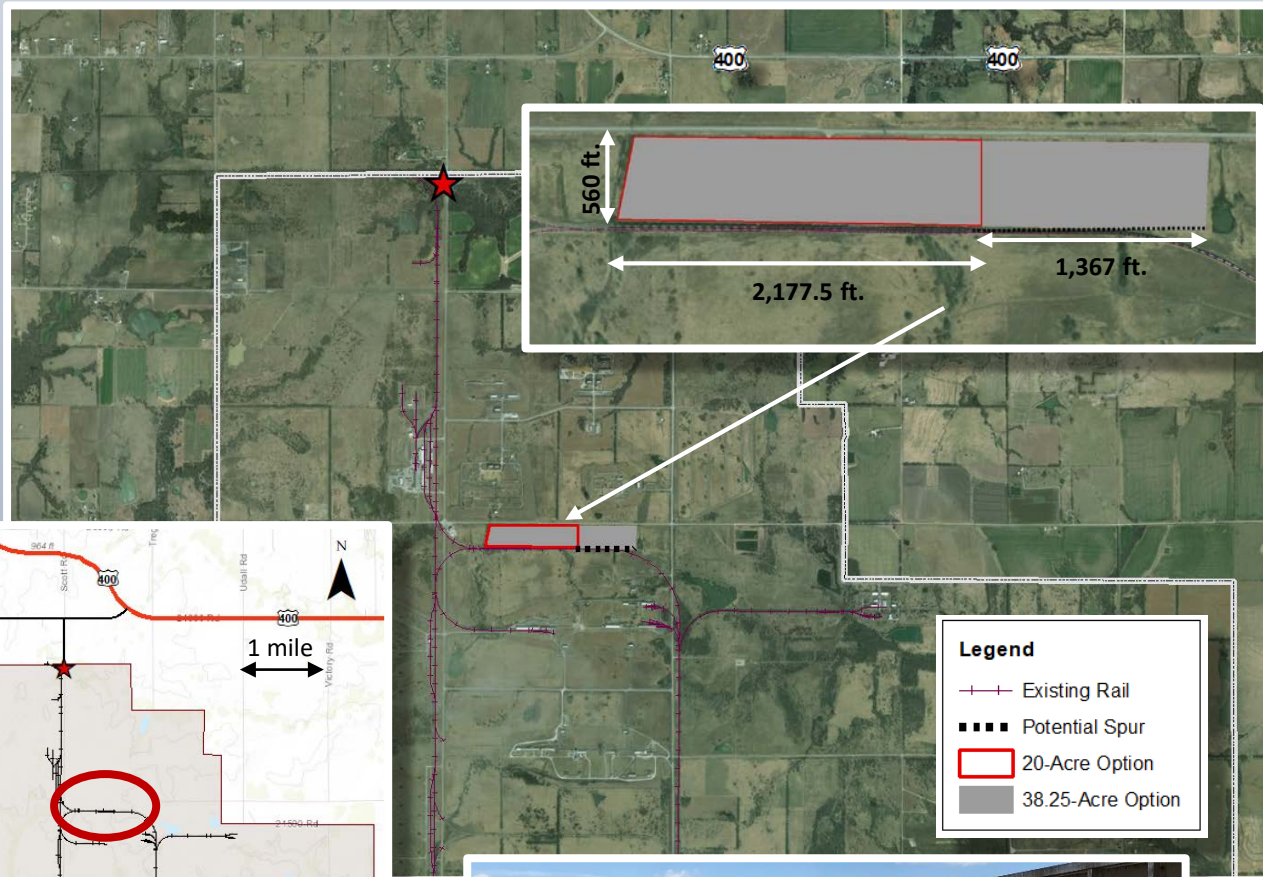 400
400
560 ft.
1,367 ft.
2,177.5 ft.
964 ft
Scott R
400
Udall Rd
N
400
1 mile
Victory Rd
21500 Rd
Legend
Existing Rail
Potential Spur
20-Acre Option
38.25-Acre Option